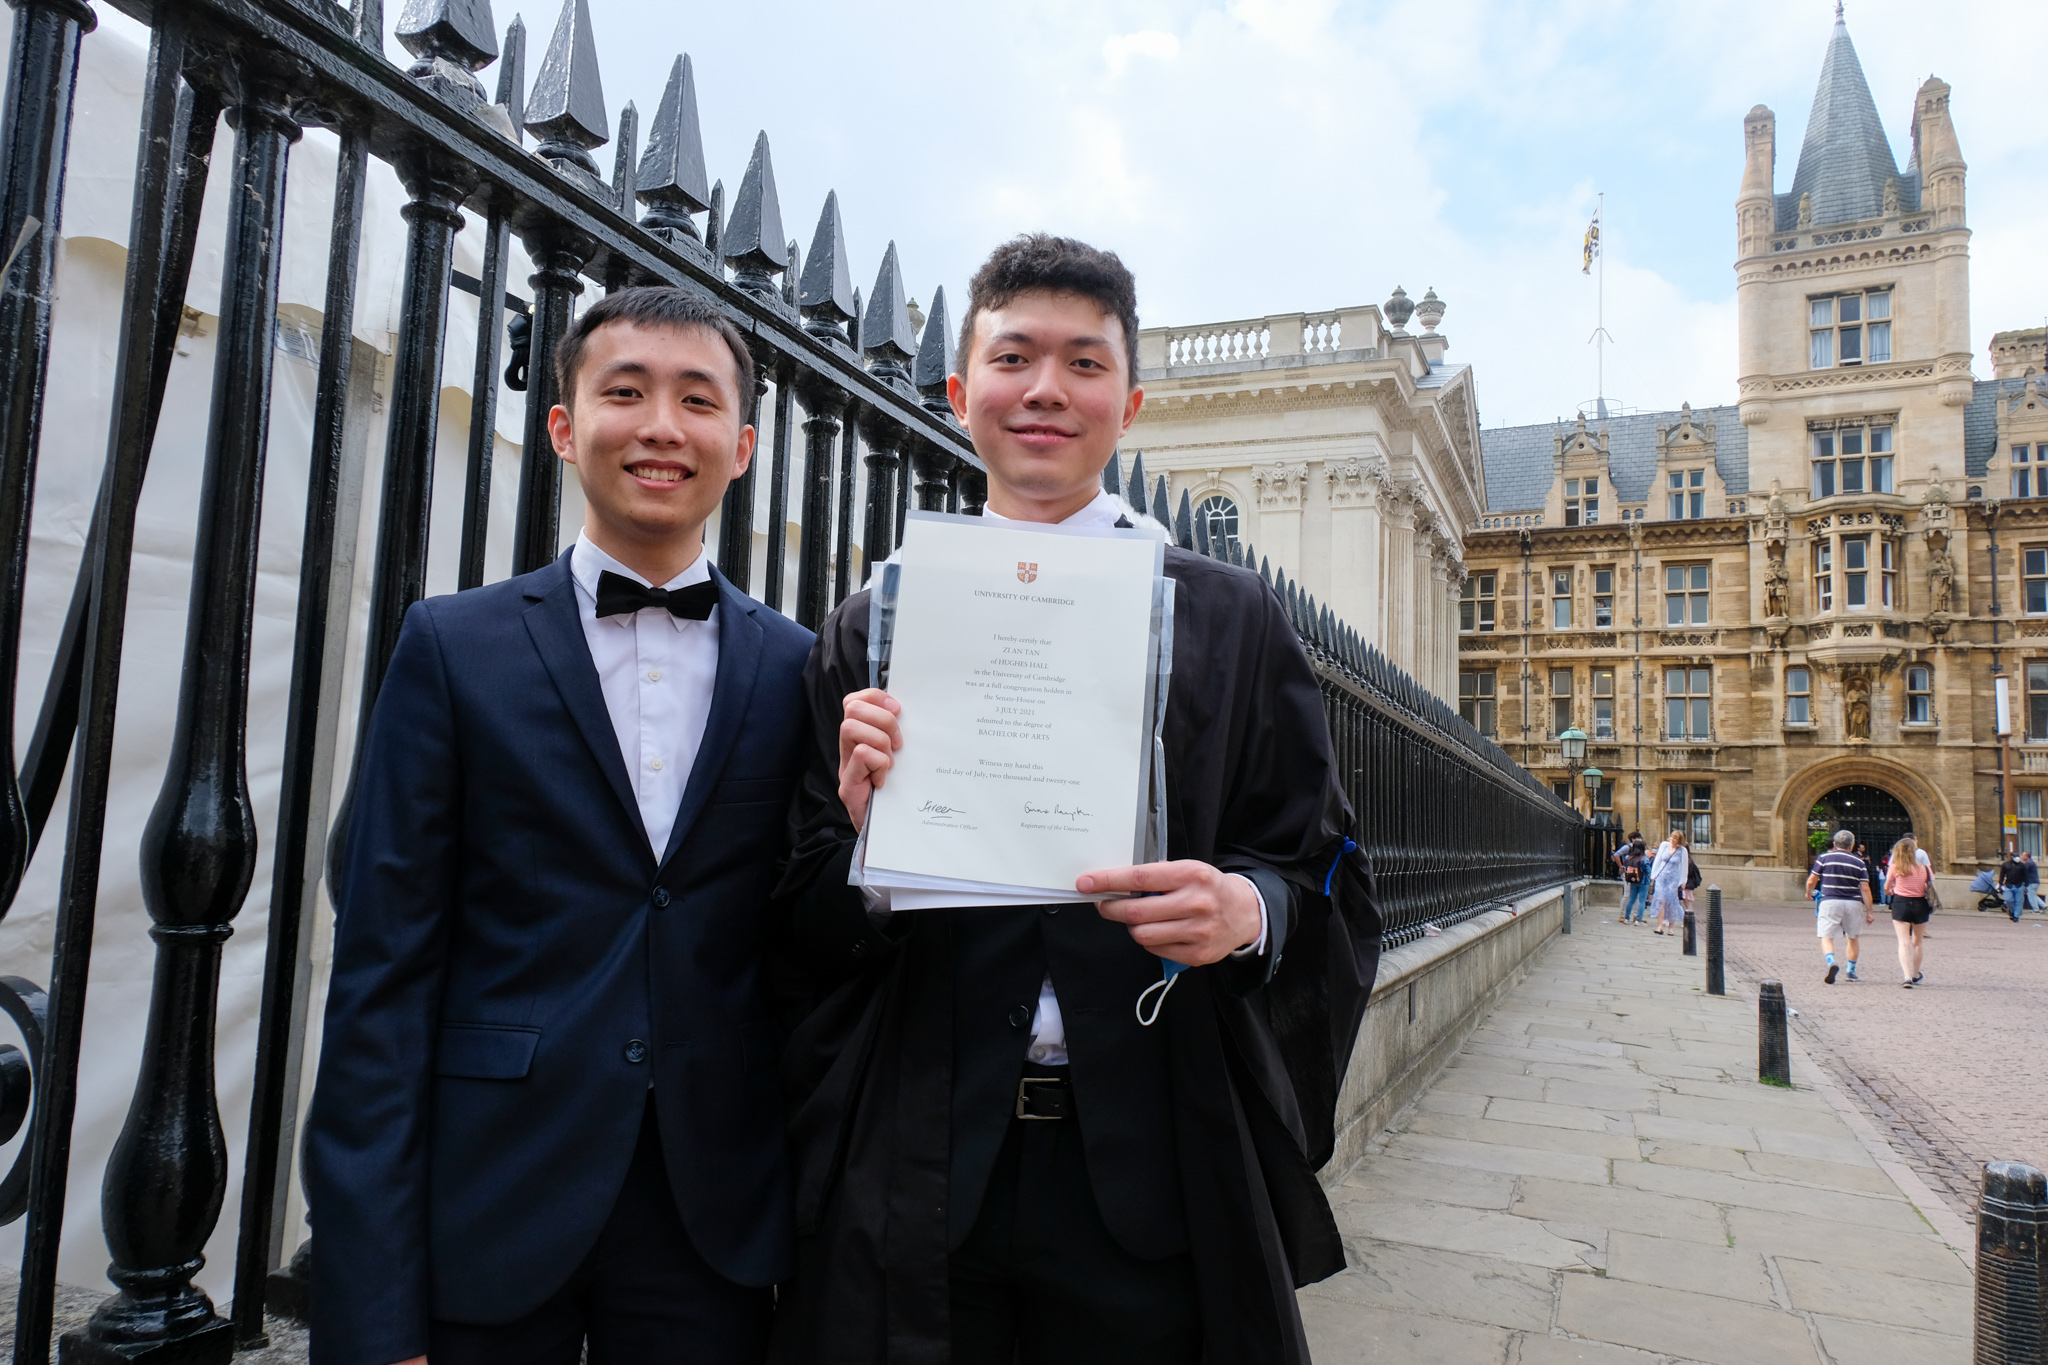 UNIVERSITY OF CAMBRIDGE
I hereby certify that
ZI AN TAN
of HUGHES HALL
in the University of Cambridge
was at a full congregation holden in
the Senate-House on
3 JULY 2021
admitted to the degree of
BACHELOR OF ARTS
Witness my hand this
third day of July, two thousand and twenty-one
Administrative Officer
Registrary of the University